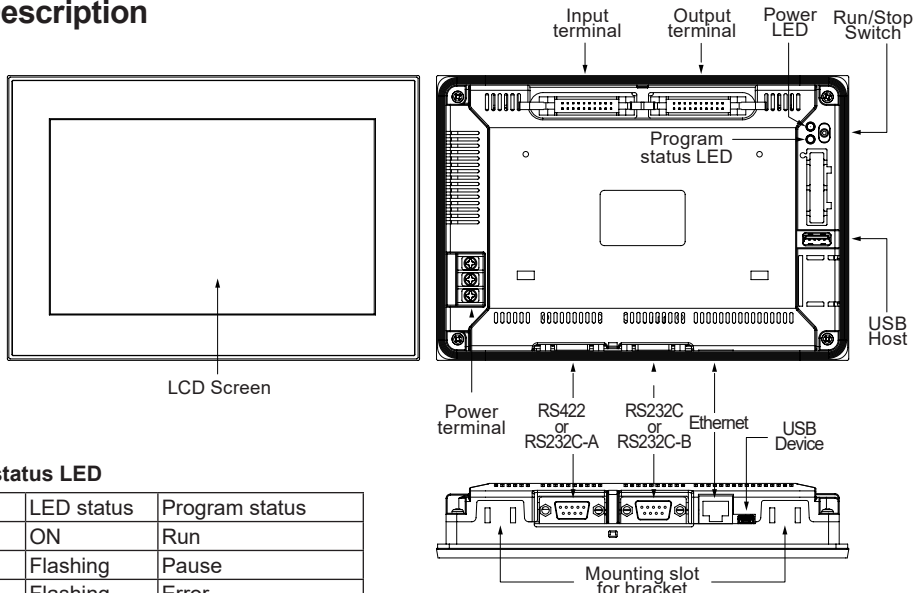 escription
Input
terminal
Output
terminal
Power
LED
Run/Stop
Switch
Program
status LED
USB
Host
LCD Screen
Power
terminal
RS422
or
RS232C-A
RS232C
or
RS232C-B
Ethernet
USB
Device
status LED
LED status Program status
ON Run
Flashing Pause
Flashing Error
Mounting slot
for bracket